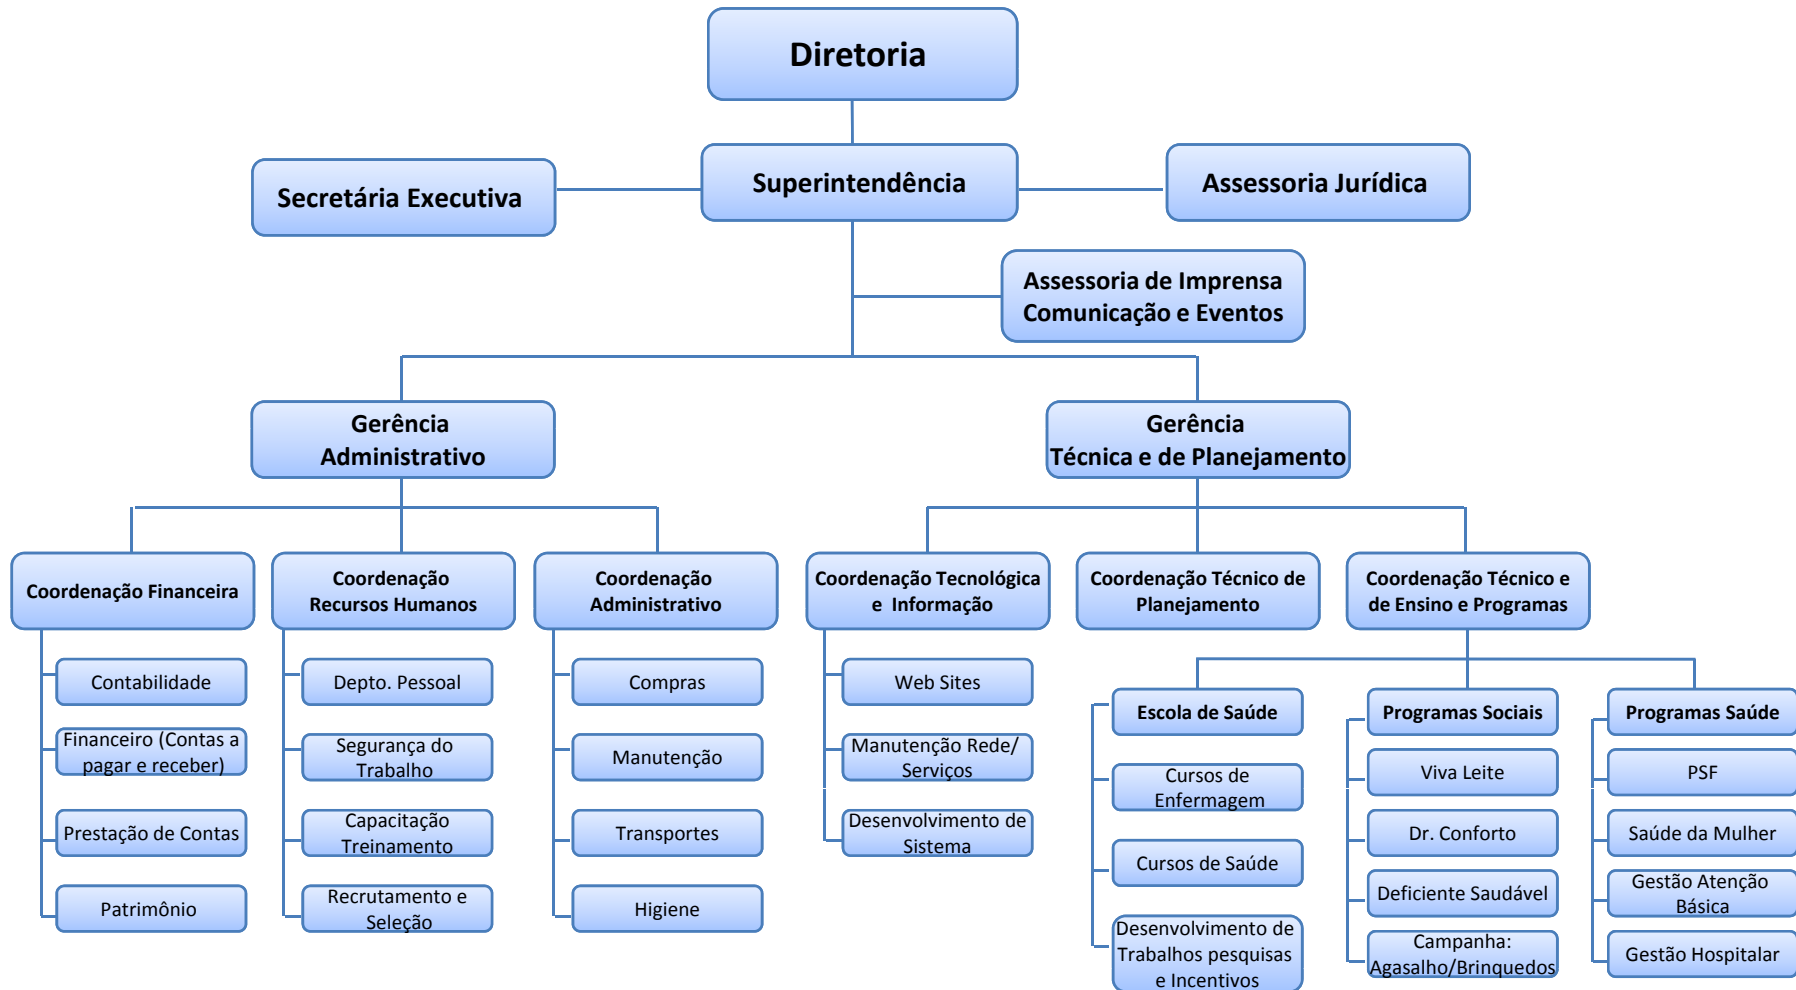 Diretoria
Secretária Executiva
Superintendência
Assessoria Jurídica
Assessoria de Imprensa
Comunicação e Eventos
Gerência
Administrativo
Gerência
Técnica e de Planejamento
Coordenação Financeira
Coordenação
Recursos Humanos
Coordenação
Administrativo
Coordenação Tecnológica
e Informação
Coordenação Técnico de
Planejamento
Coordenação Técnico e
de Ensino e Programas
Contabilidade
Financeiro (Contas a
pagar e receber)
Prestação de Contas
Patrimônio
Depto. Pessoal
Segurança do
Trabalho
Capacitação
Treinamento
Recrutamento e
Seleção
Compras
Manutenção
Transportes
Higiene
Web Sites
Manutenção Rede/
Serviços
Desenvolvimento de
Sistema
Escola de Saúde
Cursos de
Enfermagem
Cursos de Saúde
Desenvolvimento de
Trabalhos pesquisas
e Incentivos
Programas Sociais
Viva Leite
Dr. Conforto
Deficiente Saudável
Campanha:
Agasalho/Brinquedos
Programas Saúde
PSF
Saúde da Mulher
Gestão Atenção
Básica
Gestão Hospitalar